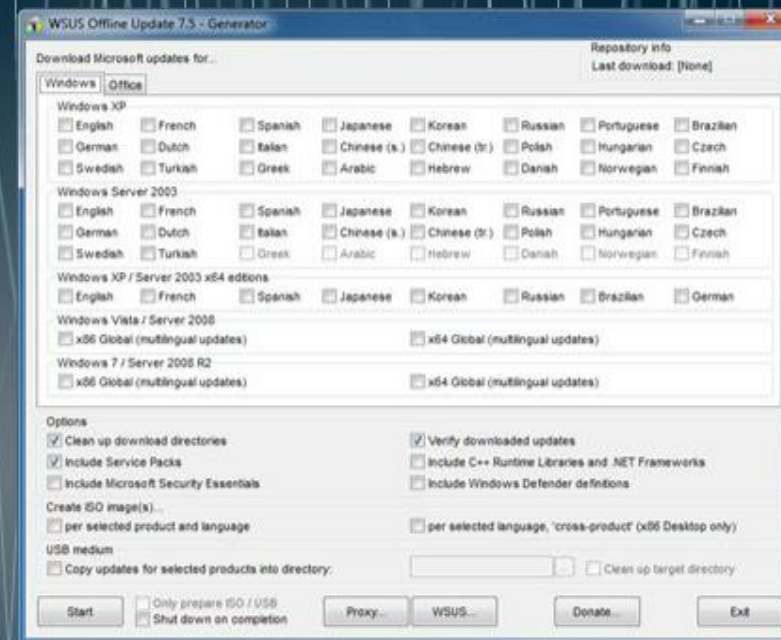 WSUS Offline Update 7.5 - Generator
Download Microsoft updates for...
Repository info
Last download: [None]
Windows Office
Windows XP
English French Spanish Japanese Korean Russian Portuguese Brazilian
German Dutch Italian Chinese (s.) Chinese (tr.) Polish Hungarian Czech
Swedish Turkish Greek Arabic Hebrew Danish Norwegian Finnish
Windows Server 2003
English French Spanish Japanese Korean Russian Portuguese Brazilian
German Dutch Italian Chinese (s.) Chinese (tr.) Polish Hungarian Czech
Swedish Turkish Greek Arabic Hebrew Danish Norwegian Finnish
Windows XP / Server 2003 x64 editions
English French Spanish Japanese Korean Russian Brazilian German
Windows Vista / Server 2008
x86 Global (multilingual updates) x64 Global (multilingual updates)
Windows 7 / Server 2008 R2
x86 Global (multilingual updates) x64 Global (multilingual updates)
Options
Clean up download directories Verify downloaded updates
Include Service Packs Include C++ Runtime Libraries and .NET Frameworks
Include Microsoft Security Essentials Include Windows Defender definitions
Create ISO image(s)...
per selected product and language per selected language, 'cross-product' (x86 Desktop only)
USB medium
Copy updates for selected products into directory: ... Clean up target directory
Start Only prepare ISO / USB Proxy... WSUS... Donate... Exit
Shut down on completion